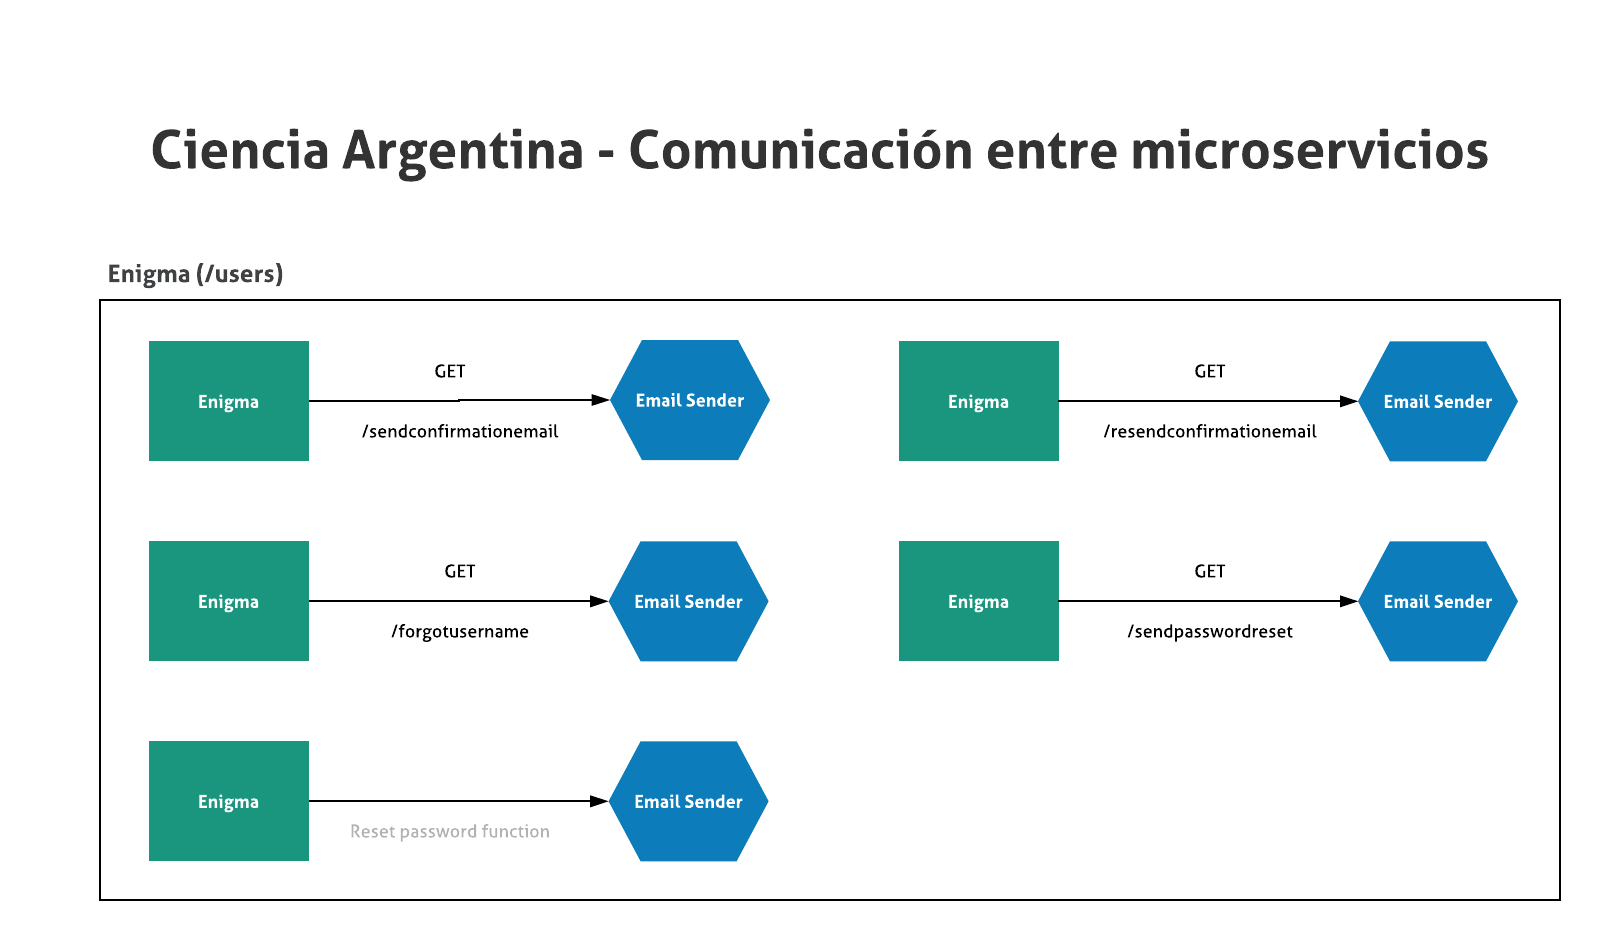 Ciencia Argentina - Comunicación entre microservicios
Enigma (/users)
Enigma
GET
/sendconfirmationemail
Email Sender
Enigma
GET
/resendconfirmationemail
Email Sender
Enigma
GET
/forgotusername
Email Sender
Enigma
GET
/sendpasswordreset
Email Sender
Enigma
Reset password function
Email Sender